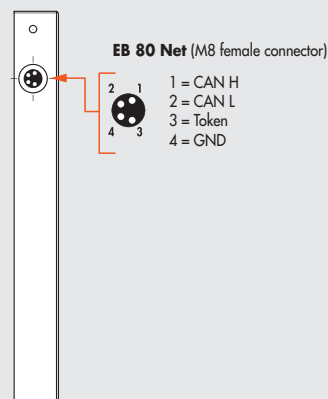 EB 80 Net (M8 female connector)
2 1
4 3
1 = CAN H
2 = CAN L
3 = Token
4 = GND